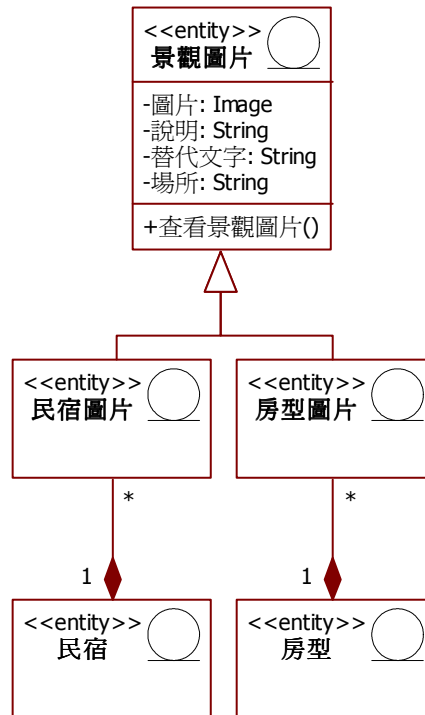 <<entity>>
景觀圖片
-圖片: Image
-說明: String
-替代文字: String
-場所: String
+查看景觀圖片()
<<entity>>
民宿圖片
<<entity>>
房型圖片
*
*
1
1
<<entity>>
民宿
<<entity>>
房型